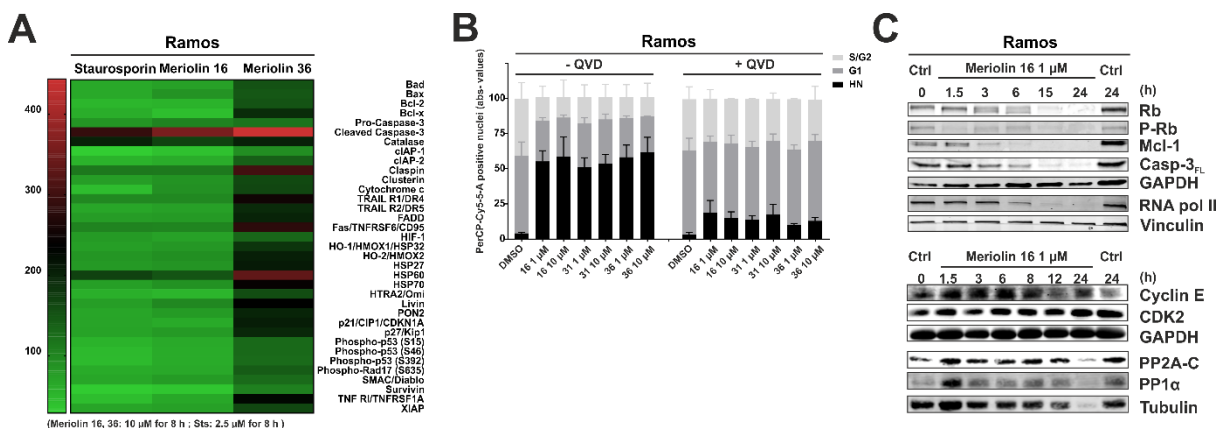 A
Ramos
Staurosporin Meriolin 16 Meriolin 36
400
300
200
100
Bad
Bax
Bcl-2
Bcl-x
Pro-Caspase-3
Cleaved Caspase-3
Catalase
cIAP-1
cIAP-2
Claspin
Clusterin
Cytochrome c
TRAIL R1/DR4
TRAIL R2/DR5
FADD
Fas/TNFRSF6/CD95
HIF-1
HO-1/HMOX1/HSP32
HO-2/HMOX2
HSP27
HSP60
HSP70
HTRA2/Omi
Livin
PON2
p21/CIP1/CDKN1A
p27/Kip1
Phospho-p53 (S15)
Phospho-p53 (S46)
Phospho-p53 (S392)
Phospho-Rad17 (S635)
SMAC/Diablo
Survivin
TNF RI/TNFRSF1A
XIAP
(Meriolin 16, 36: 10 µM for 8 h ; Sts: 2.5 µM for 8 h )
B
Ramos
- QVD + QVD
S/G2
G1
HN
PerCP-Cy5-5-A positive nuclei (abs- values)
100
75
50
25
0
DMSO
16 1 µM
16 10 µM
31 1 µM
31 10 µM
36 1 µM
36 10 µM
DMSO
16 1 µM
16 10 µM
31 1 µM
31 10 µM
36 1 µM
36 10 µM
C
Ramos
Ctrl Meriolin 16 1 µM Ctrl
0 1.5 3 6 15 24 24 (h)
Rb
P-Rb
Mcl-1
Casp-3FL
GAPDH
RNA pol II
Vinculin
Ctrl Meriolin 16 1 µM Ctrl
0 1.5 3 6 8 12 24 24 (h)
Cyclin E
CDK2
GAPDH
PP2A-C
PP1α
Tubulin